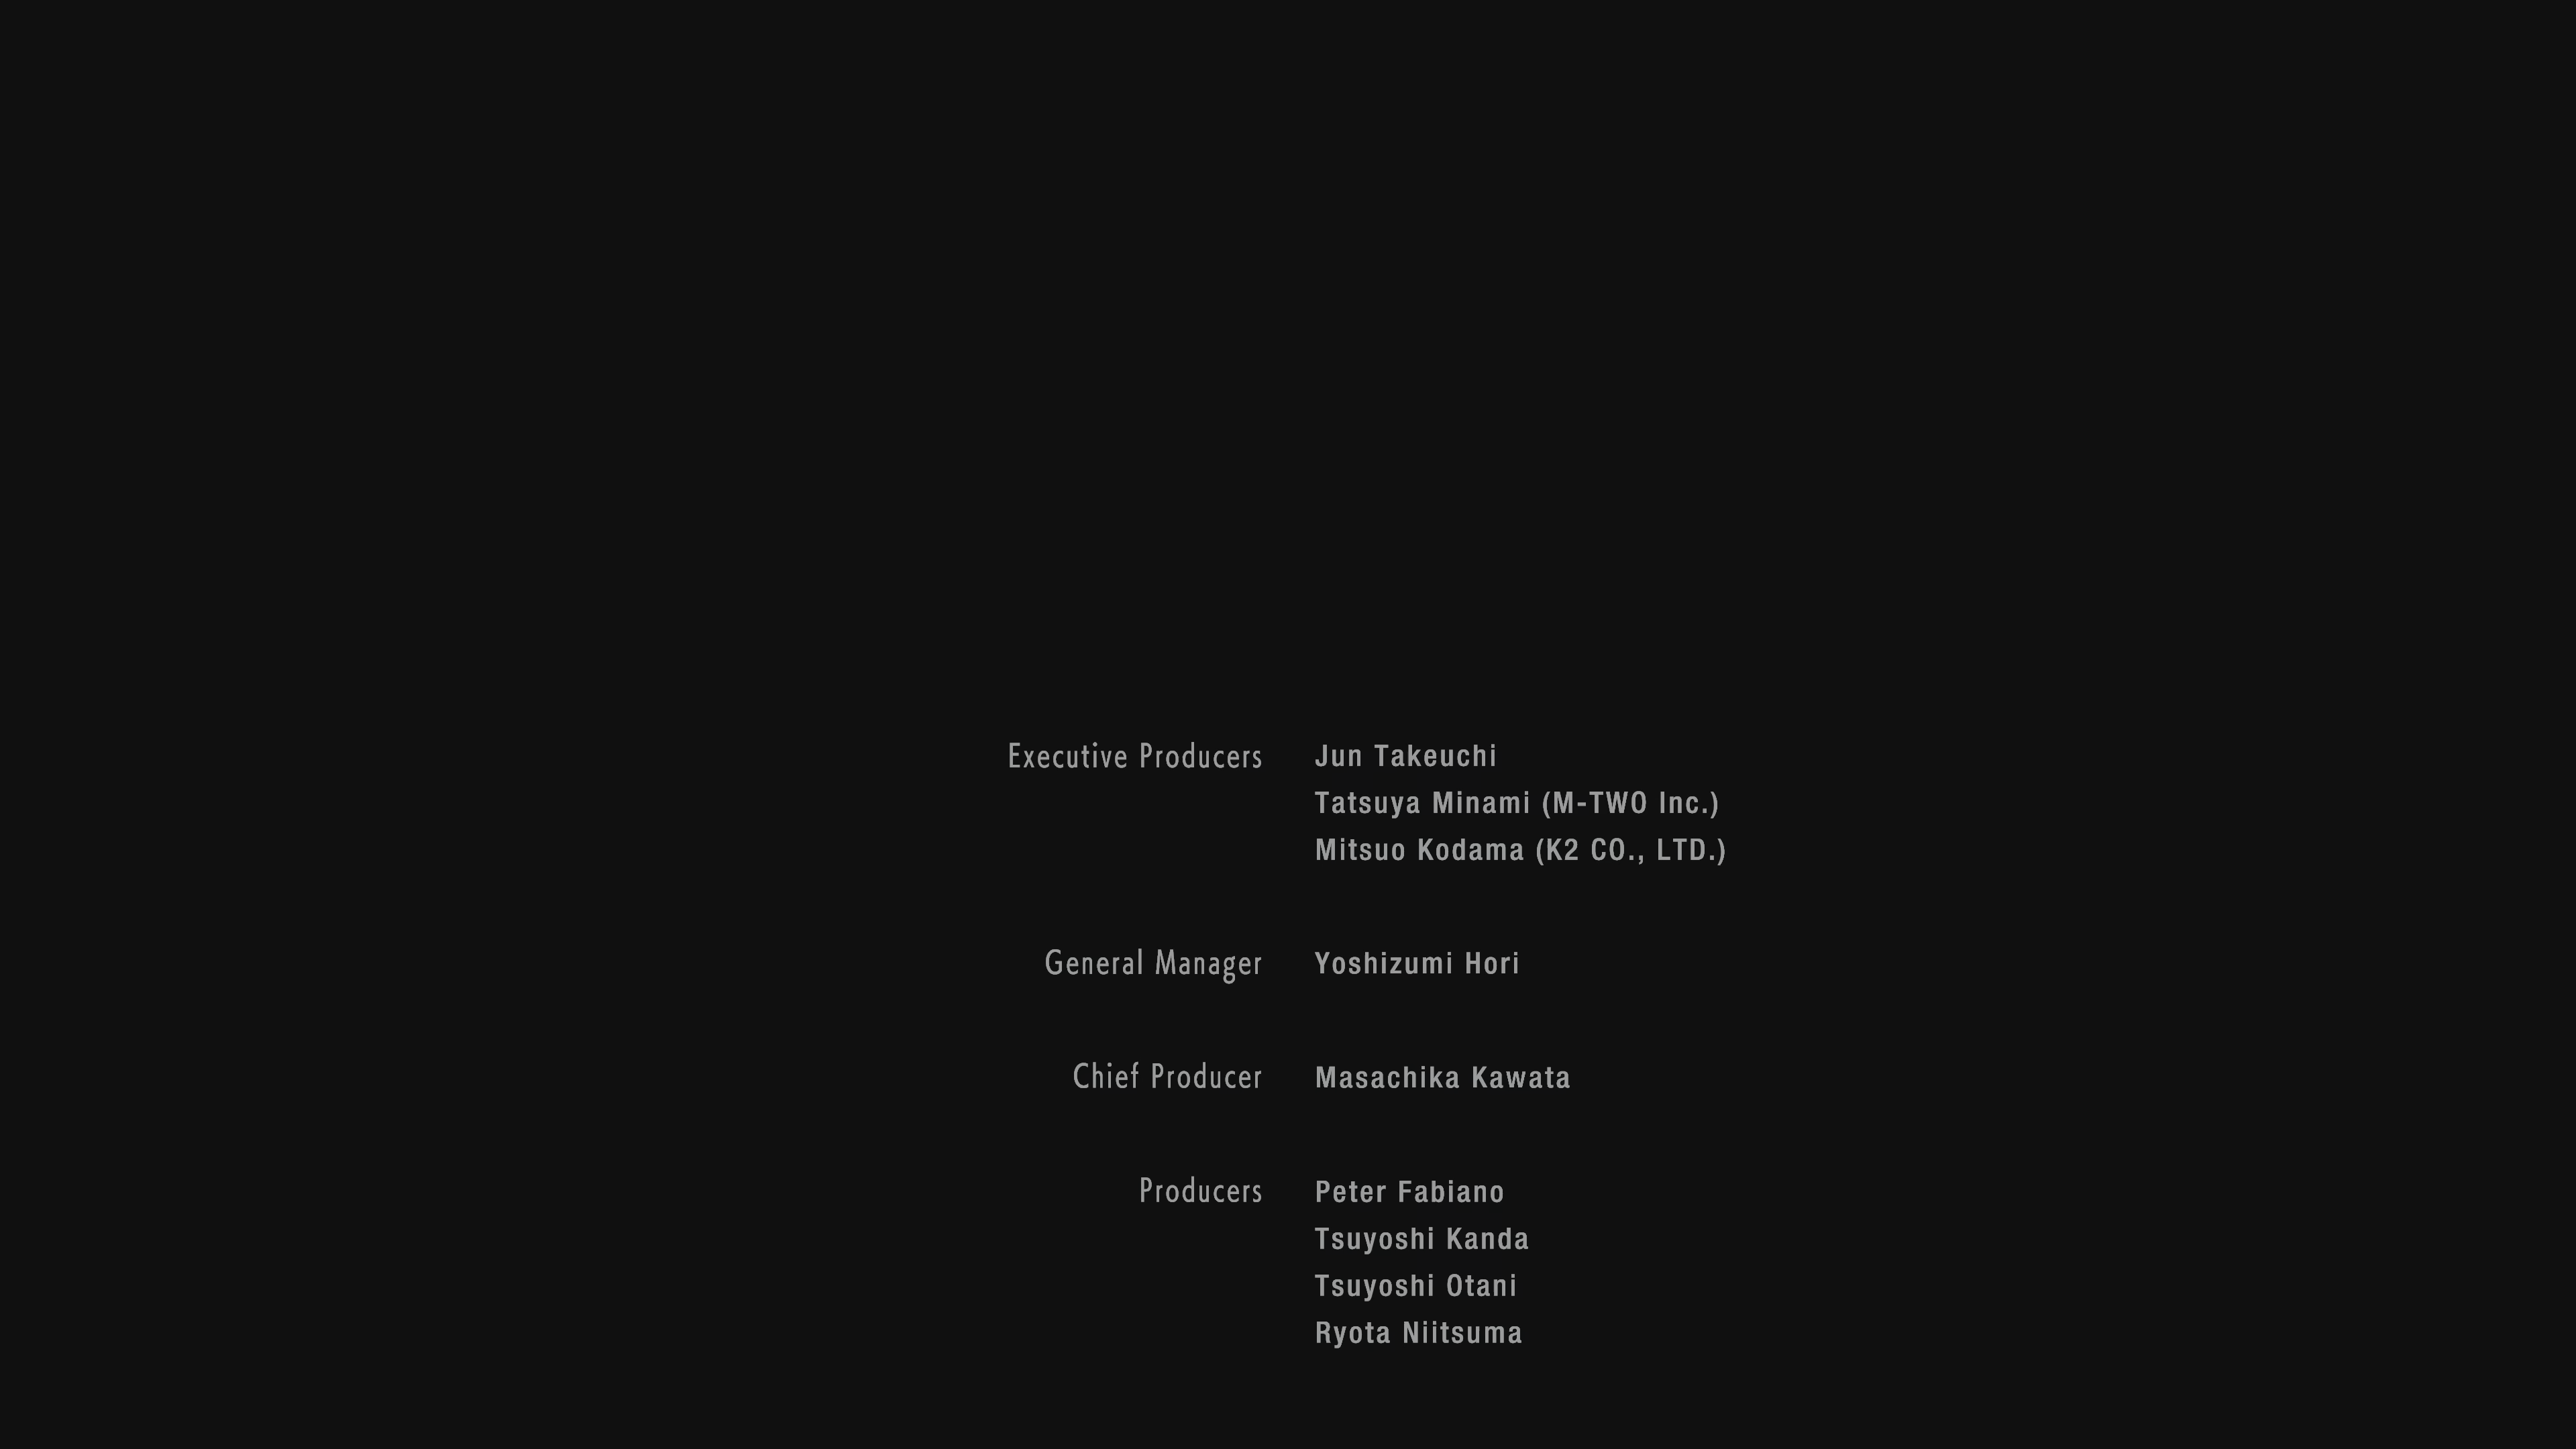 Executive Producers Jun Takeuchi
Tatsuya Minami (M-TWO Inc.)
Mitsuo Kodama (K2 CO., LTD.)
General Manager Yoshizumi Hori
Chief Producer Masachika Kawata
Producers Peter Fabiano
Tsuyoshi Kanda
Tsuyoshi Otani
Ryota Niitsuma